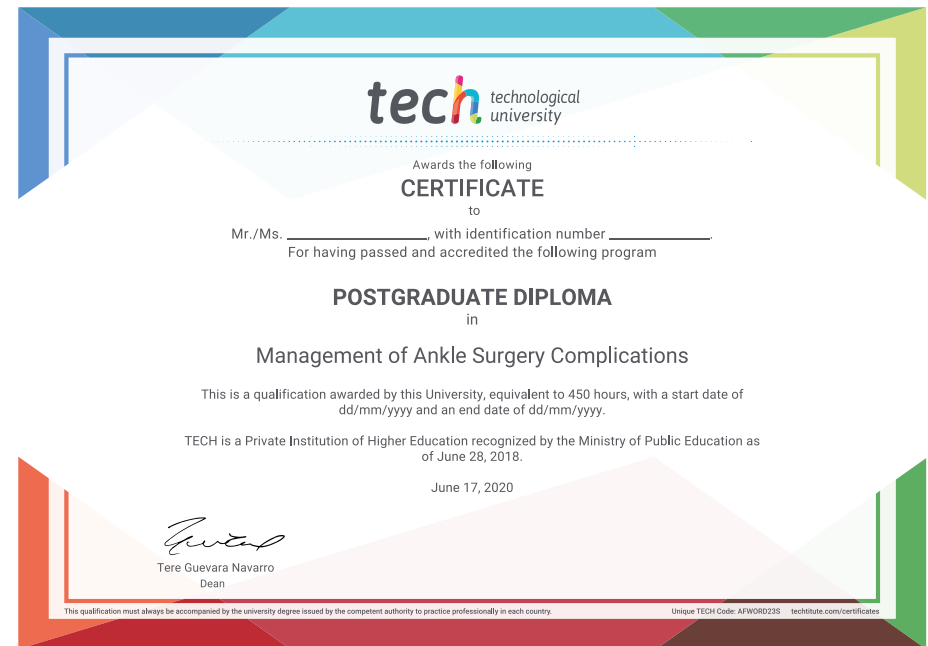 tech technological
university
Awards the following
CERTIFICATE
to
Mr./Ms. ____________________, with identification number ______________.
For having passed and accredited the following program
POSTGRADUATE DIPLOMA
in
Management of Ankle Surgery Complications
This is a qualification awarded by this University, equivalent to 450 hours, with a start date of
dd/mm/yyyy and an end date of dd/mm/yyyy.
TECH is a Private Institution of Higher Education recognized by the Ministry of Public Education as
of June 28, 2018.
June 17, 2020
Tere Guevara Navarro
Dean
This qualification must always be accompanied by the university degree issued by the competent authority to practice professionally in each country.
Unique TECH Code: AFWORD23S techtitute.com/certificates